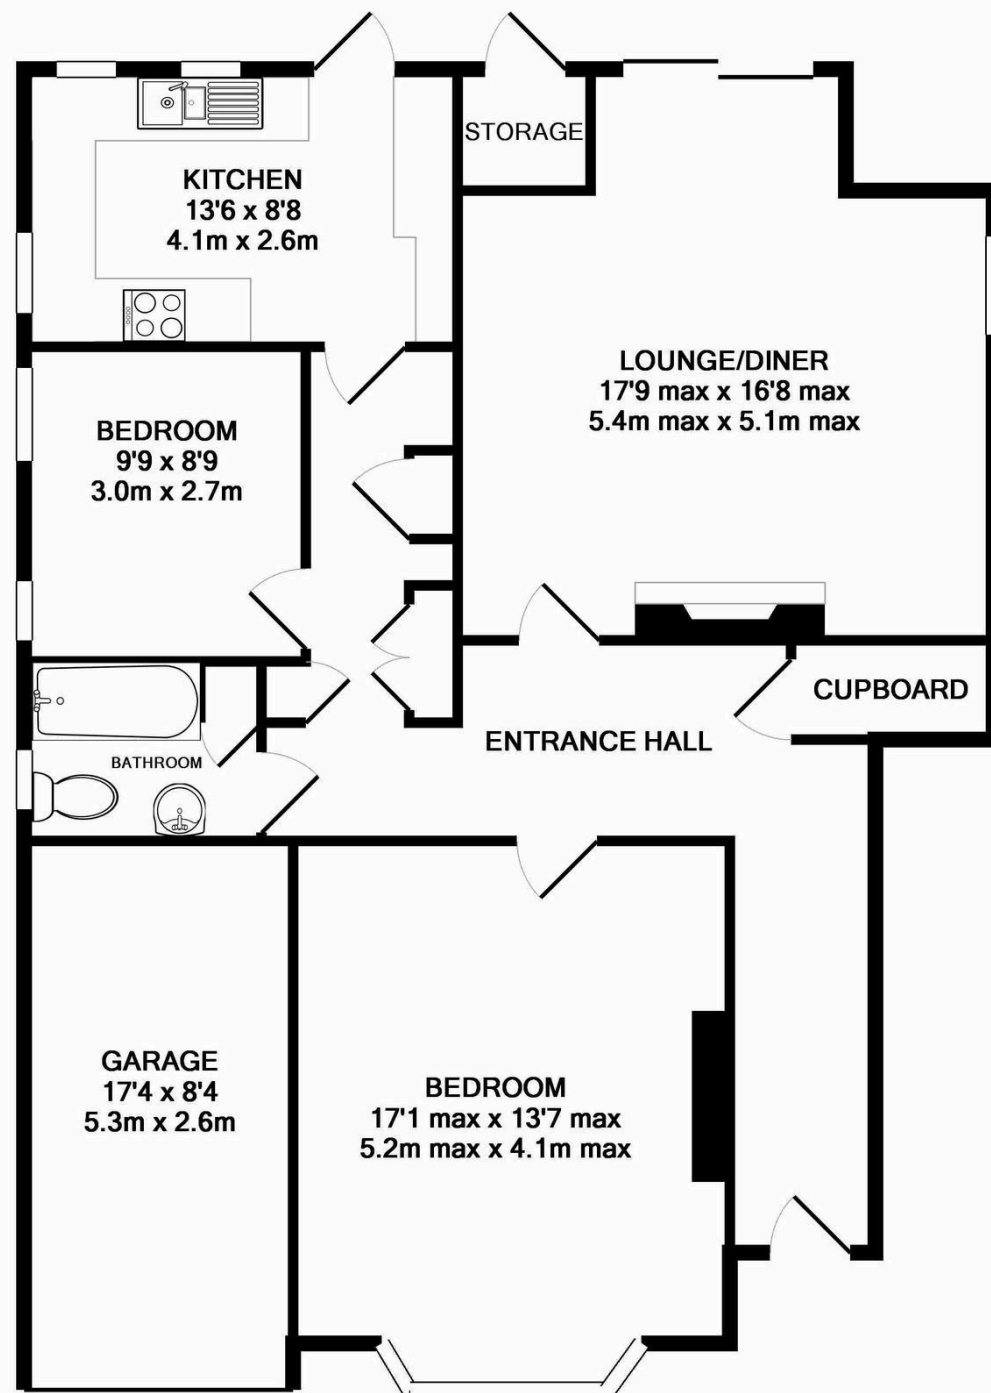 STORAGE
KITCHEN
13'6 x 8'8
4.1m x 2.6m
LOUNGE/DINER
17'9 max x 16'8 max
5.4m max x 5.1m max
BEDROOM
9'9 x 8'9
3.0m x 2.7m
CUPBOARD
ENTRANCE HALL
BATHROOM
GARAGE
17'4 x 8'4
5.3m x 2.6m
BEDROOM
17'1 max x 13'7 max
5.2m max x 4.1m max